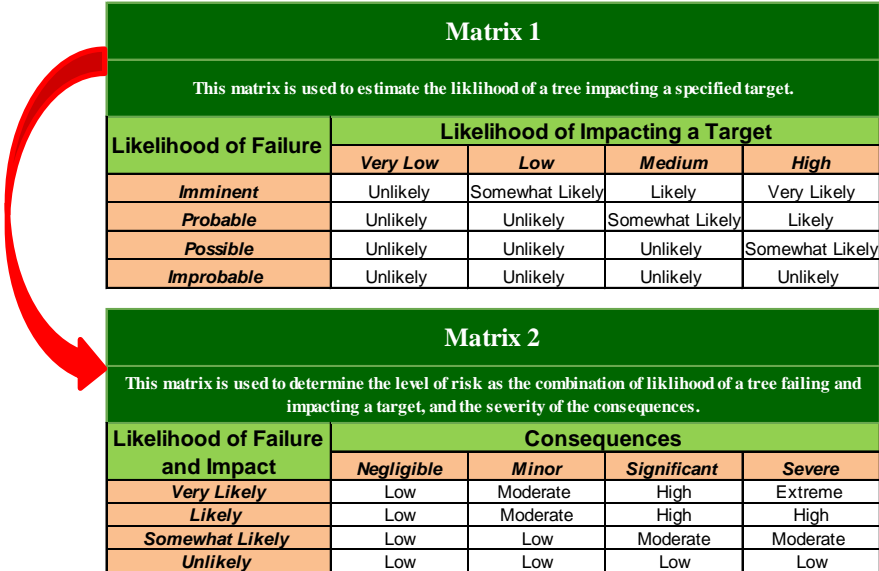 Matrix 1
This matrix is used to estimate the liklihood of a tree impacting a specified target.
Likelihood of Failure
Likelihood of Impacting a Target
Very Low Low Medium High
Imminent Unlikely Somewhat Likely Likely Very Likely
Probable Unlikely Unlikely Somewhat Likely Likely
Possible Unlikely Unlikely Unlikely Somewhat Likely
Improbable Unlikely Unlikely Unlikely Unlikely
Matrix 2
This matrix is used to determine the level of risk as the combination of liklihood of a tree failing and
impacting a target, and the severity of the consequences.
Likelihood of Failure
and Impact
Consequences
Negligible Minor Significant Severe
Very Likely Low Moderate High Extreme
Likely Low Moderate High High
Somewhat Likely Low Low Moderate Moderate
Unlikely Low Low Low Low